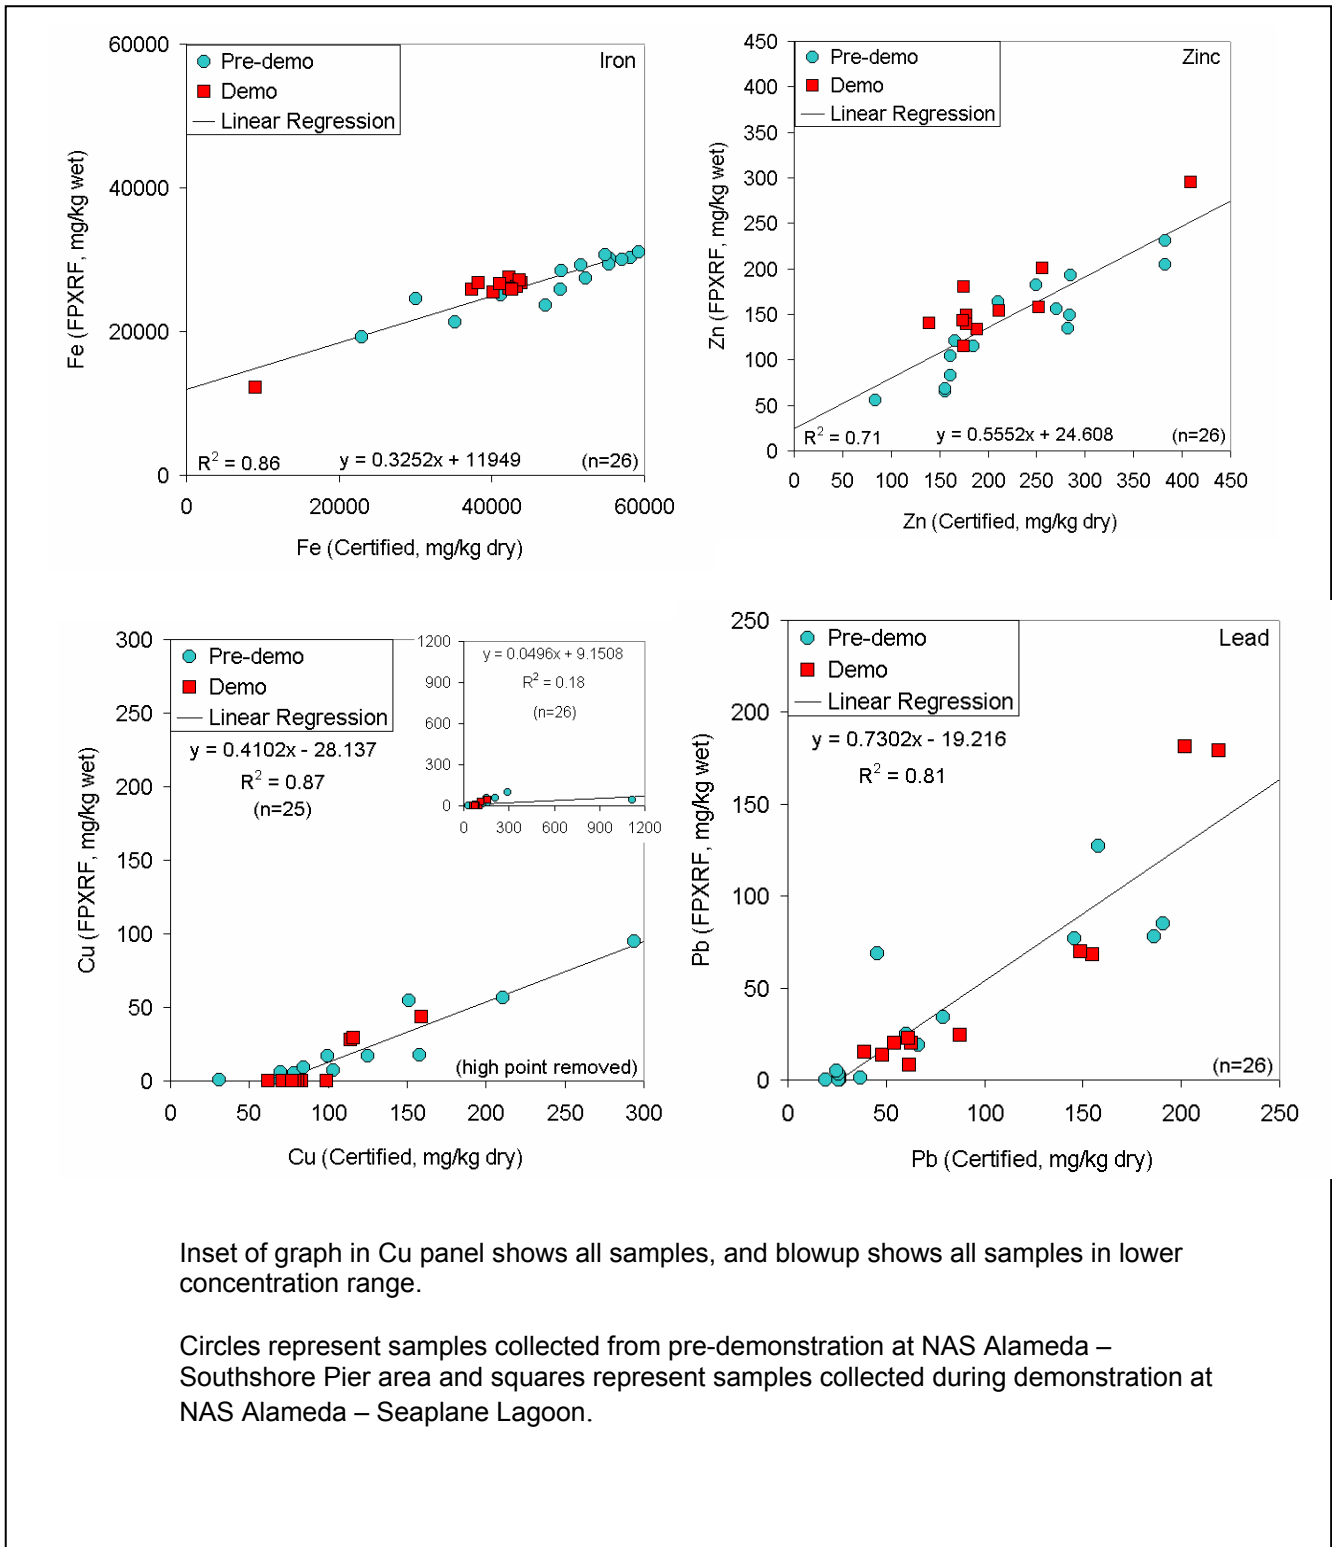 60000
40000
20000
0
0
20000
40000
60000
Fe (FPXRF, mg/kg wet)
Fe (Certified, mg/kg dry)
Pre-demo
Demo
Linear Regression
Iron
R² = 0.86
y = 0.3252x + 11949
(n=26)
450
400
350
300
250
200
150
100
50
0
0 50 100 150 200 250 300 350 400 450
Zn (FPXRF, mg/kg wet)
Zn (Certified, mg/kg dry)
Pre-demo
Demo
Linear Regression
Zinc
R² = 0.71
y = 0.5552x + 24.608
(n=26)
300
250
200
150
100
50
0
0 50 100 150 200 250 300
Cu (FPXRF, mg/kg wet)
Cu (Certified, mg/kg dry)
Pre-demo
Demo
Linear Regression
y = 0.4102x - 28.137
R² = 0.87
(n=25)
(high point removed)
1200
900
600
300
0
0 300 600 900 1200
y = 0.0496x + 9.1508
R² = 0.18
(n=26)
250
200
150
100
50
0
0 50 100 150 200 250
Pb (FPXRF, mg/kg wet)
Pb (Certified, mg/kg dry)
Pre-demo
Demo
Linear Regression
Lead
y = 0.7302x - 19.216
R² = 0.81
(n=26)
Inset of graph in Cu panel shows all samples, and blowup shows all samples in lower
concentration range.
Circles represent samples collected from pre-demonstration at NAS Alameda –
Southshore Pier area and squares represent samples collected during demonstration at
NAS Alameda – Seaplane Lagoon.